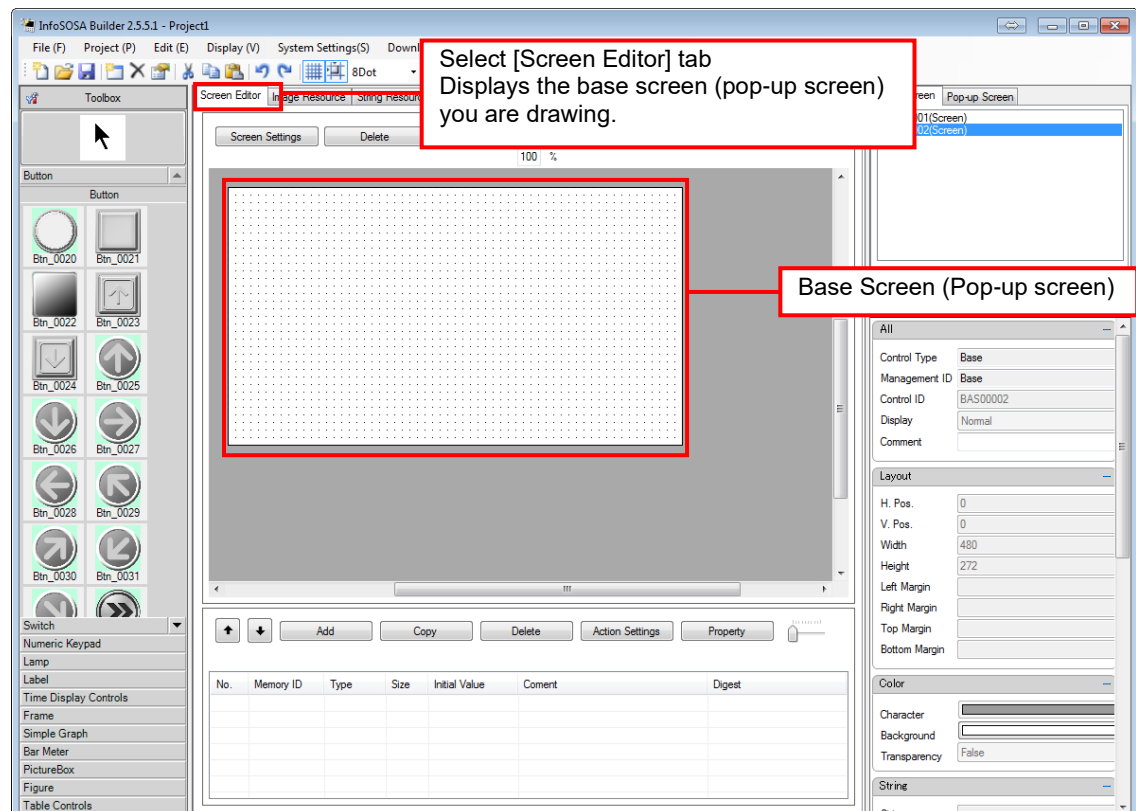 InfoSOSA Builder 2.5.5.1 - Project1
File (F) Project (P) Edit (E) Display (V) System Settings(S)
8Dot
Select [Screen Editor] tab
Displays the base screen (pop-up screen)
you are drawing.
Toolbox
Screen Editor Image Resource String Resource
Pop-up Screen
Screen Settings Delete
100 %
01(Screen)
02(Screen)
Button
Button
Btn_0020 Btn_0021
Btn_0022 Btn_0023
Btn_0024 Btn_0025
Btn_0026 Btn_0027
Btn_0028 Btn_0029
Btn_0030 Btn_0031
Switch
Numeric Keypad
Lamp
Label
Time Display Controls
Frame
Simple Graph
Bar Meter
PictureBox
Figure
Table Controls
Base Screen (Pop-up screen)
Add Copy Delete Action Settings Property
No. Memory ID Type Size Initial Value Coment Digest
All
Control Type Base
Management ID Base
Control ID BAS00002
Display Normal
Comment
Layout
H. Pos. 0
V. Pos. 0
Width 480
Height 272
Left Margin
Right Margin
Top Margin
Bottom Margin
Color
Character
Background
Transparency False
String